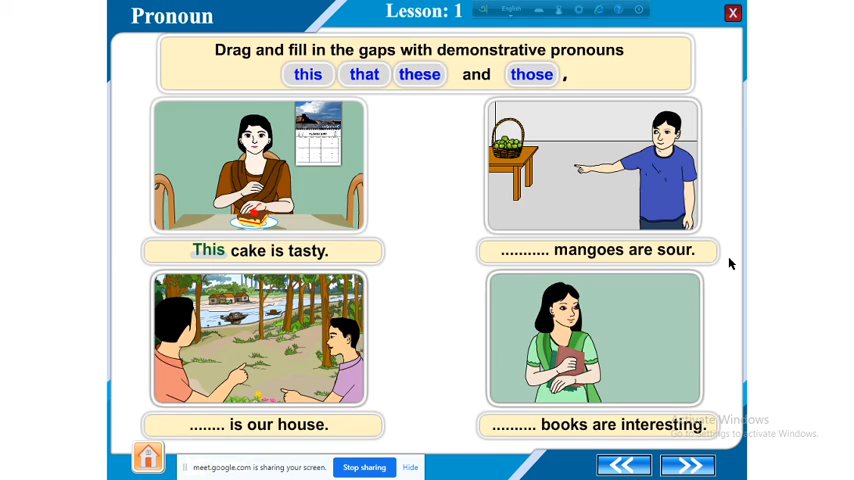 Pronoun
Lesson: 1
English
X
Drag and fill in the gaps with demonstrative pronouns
this that these and those ,
This cake is tasty.
........... mangoes are sour.
........ is our house.
.......... books are interesting.
Activate Windows
Go to Settings to activate Windows.
meet.google.com is sharing your screen.
Stop sharing
Hide